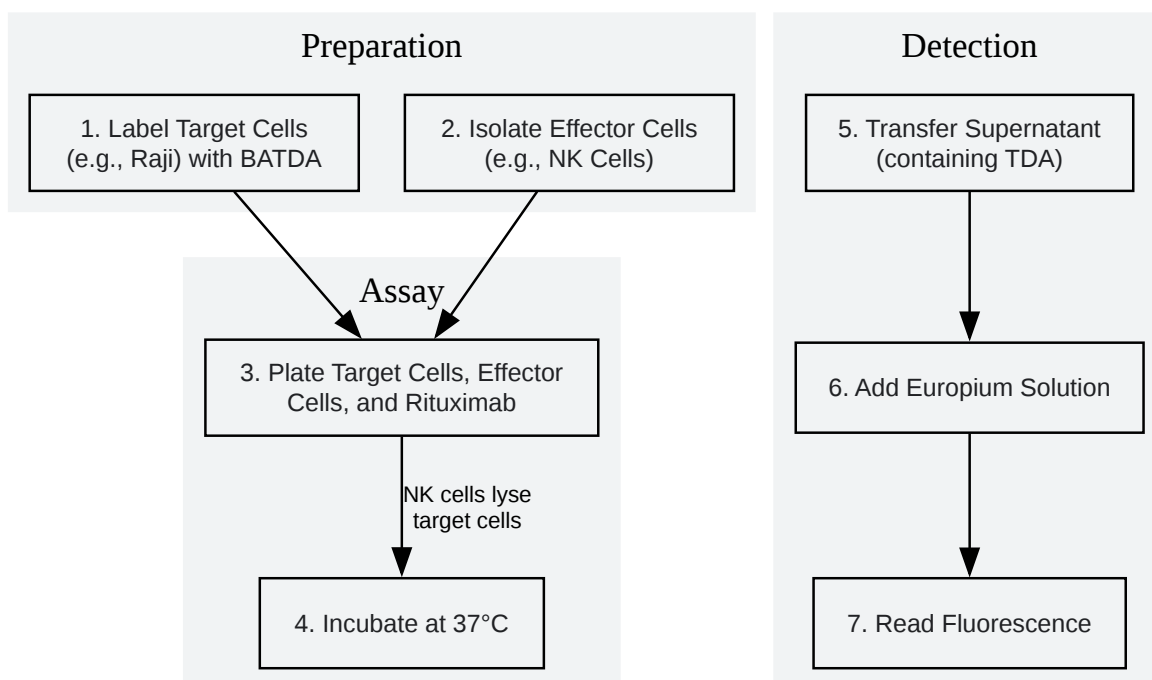 Preparation
1. Label Target Cells
(e.g., Raji) with BATDA
2. Isolate Effector Cells
(e.g., NK Cells)
Assay
3. Plate Target Cells, Effector
Cells, and Rituximab
NK cells lyse
target cells
4. Incubate at 37°C
Detection
5. Transfer Supernatant
(containing TDA)
6. Add Europium Solution
7. Read Fluorescence